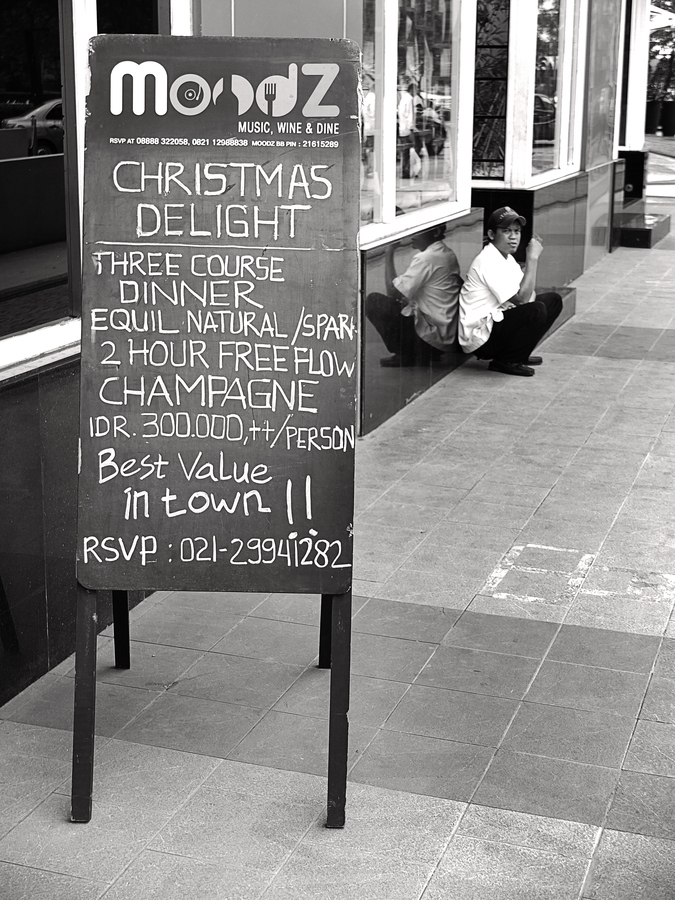 moodZ
MUSIC, WINE & DINE
RSVP AT 08888 322058, 0821 12988838 MOODZ BB PIN : 21615289
CHRISTMAS
DELIGHT
THREE COURSE
DINNER
EQUIL NATURAL/SPARK
2 HOUR FREE FLOW
CHAMPAGNE
IDR. 300.000,++/PERSON
Best Value
in town !!
RSVP : 021-29941282